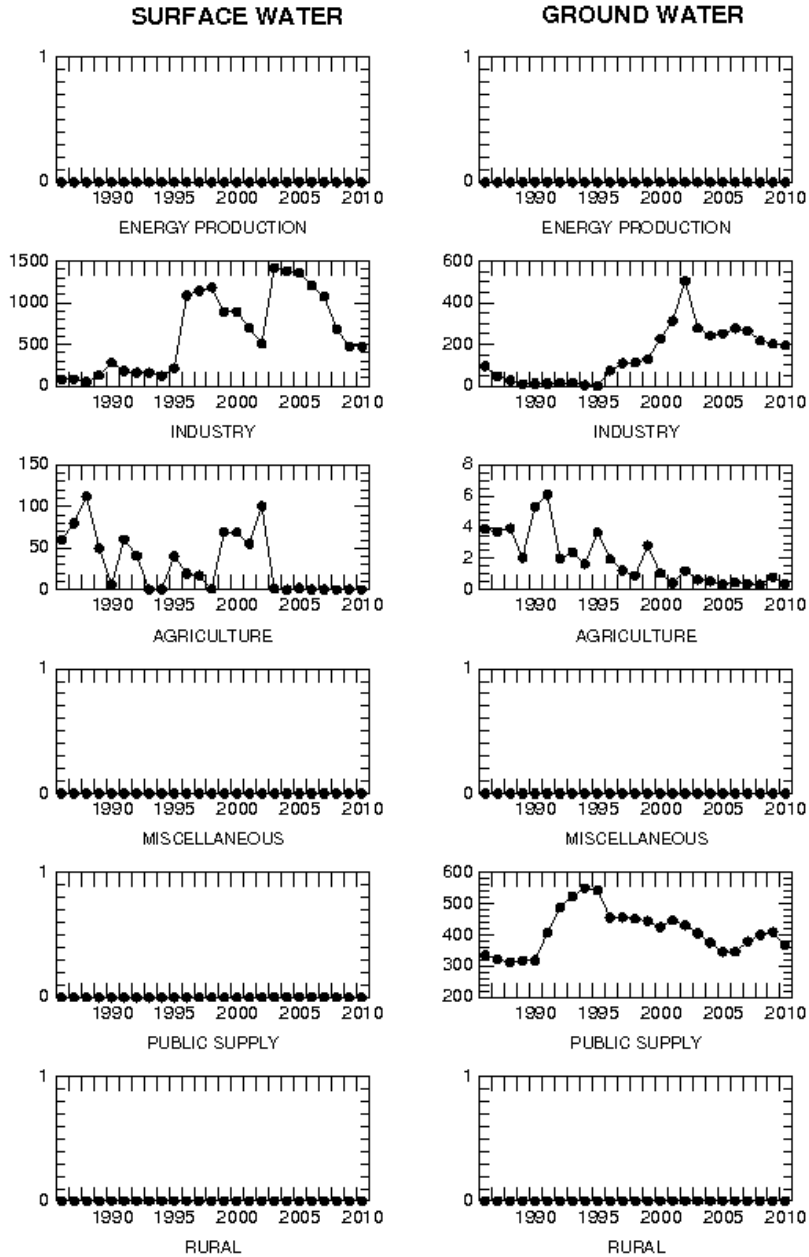 SURFACE WATER GROUND WATER
1 1
0 0
1990 1995 2000 2005 2010 1990 1995 2000 2005 2010
ENERGY PRODUCTION ENERGY PRODUCTION
1500 600
1000 400
500 200
0 0
1990 1995 2000 2005 2010 1990 1995 2000 2005 2010
INDUSTRY INDUSTRY
150 8
100 6
50 4
0 2
0
1990 1995 2000 2005 2010 1990 1995 2000 2005 2010
AGRICULTURE AGRICULTURE
1 1
0 0
1990 1995 2000 2005 2010 1990 1995 2000 2005 2010
MISCELLANEOUS MISCELLANEOUS
1 600
500
400
300
0 200
1990 1995 2000 2005 2010 1990 1995 2000 2005 2010
PUBLIC SUPPLY PUBLIC SUPPLY
1 1
0 0
1990 1995 2000 2005 2010 1990 1995 2000 2005 2010
RURAL RURAL